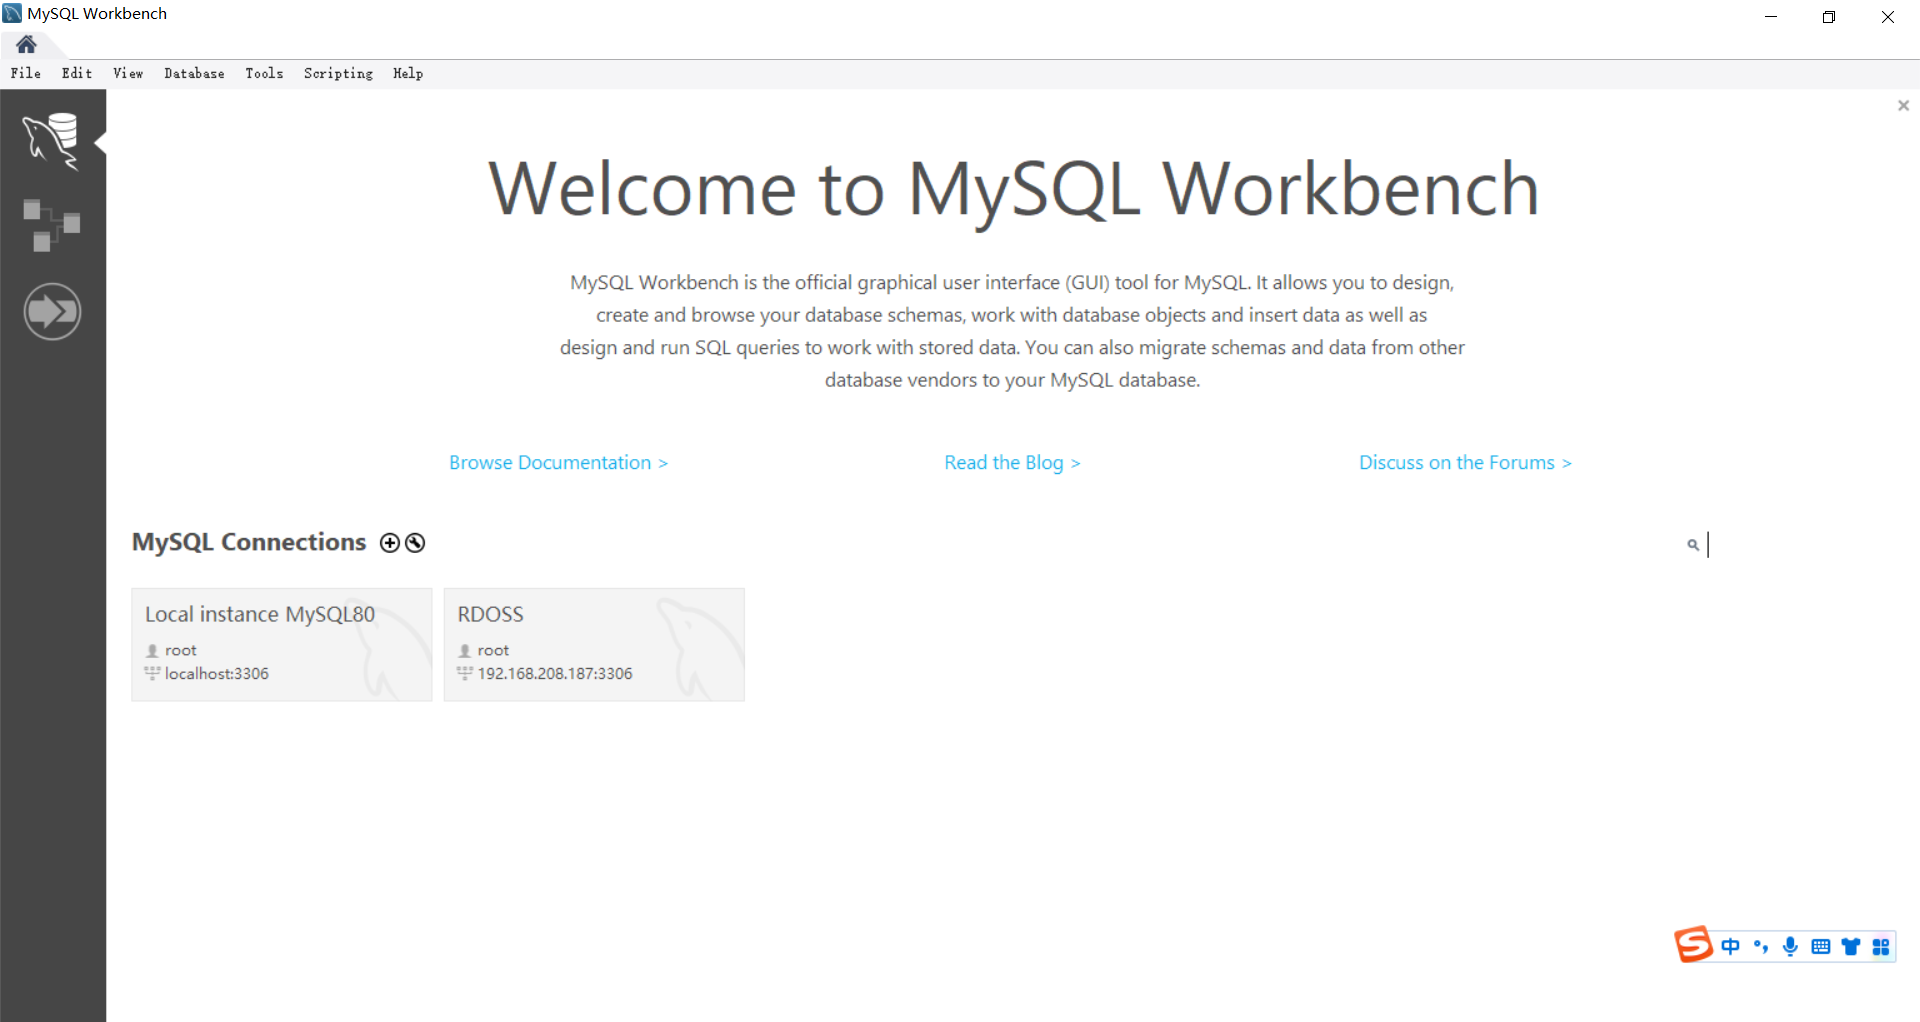 MySQL Workbench
File Edit View Database Tools Scripting Help
Welcome to MySQL Workbench
MySQL Workbench is the official graphical user interface (GUI) tool for MySQL. It allows you to design,
create and browse your database schemas, work with database objects and insert data as well as
design and run SQL queries to work with stored data. You can also migrate schemas and data from other
database vendors to your MySQL database.
Browse Documentation >
Read the Blog >
Discuss on the Forums >
MySQL Connections
Local instance MySQL80
root
localhost:3306
RDOSS
root
192.168.208.187:3306
S 中 °,